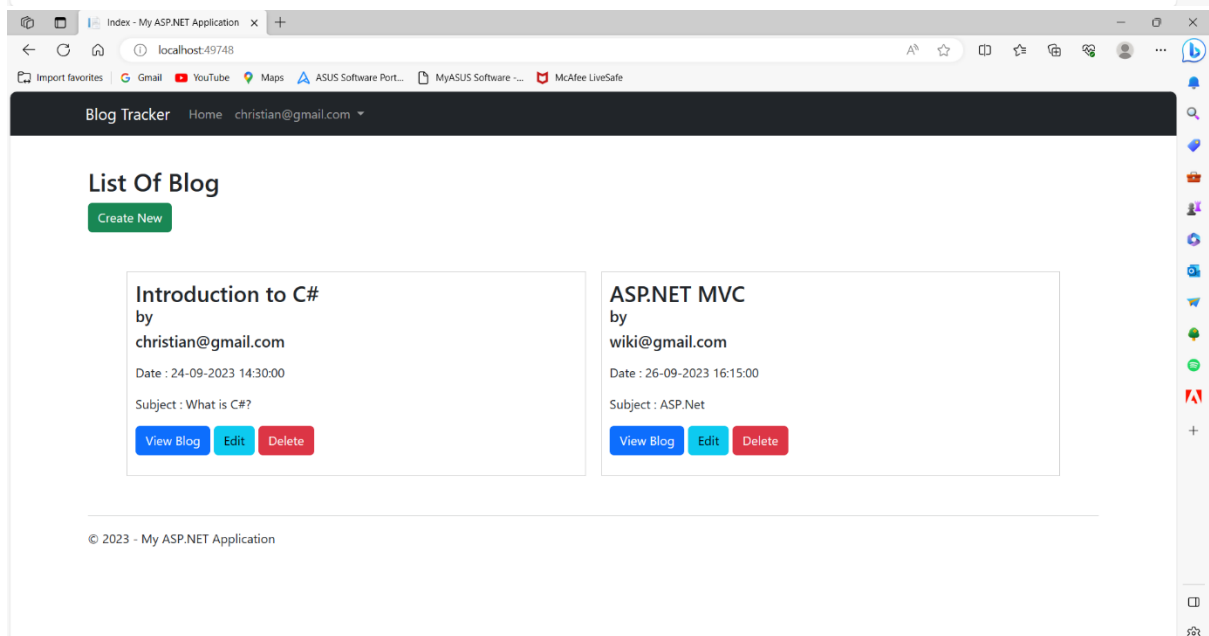 Index - My ASP.NET Application
localhost:49748
Import favorites Gmail YouTube Maps ASUS Software Port... MyASUS Software -... McAfee LiveSafe
Blog Tracker Home christian@gmail.com
List Of Blog
Create New
Introduction to C#
by
christian@gmail.com
Date : 24-09-2023 14:30:00
Subject : What is C#?
View Blog Edit Delete
ASP.NET MVC
by
wiki@gmail.com
Date : 26-09-2023 16:15:00
Subject : ASP.Net
View Blog Edit Delete
© 2023 - My ASP.NET Application